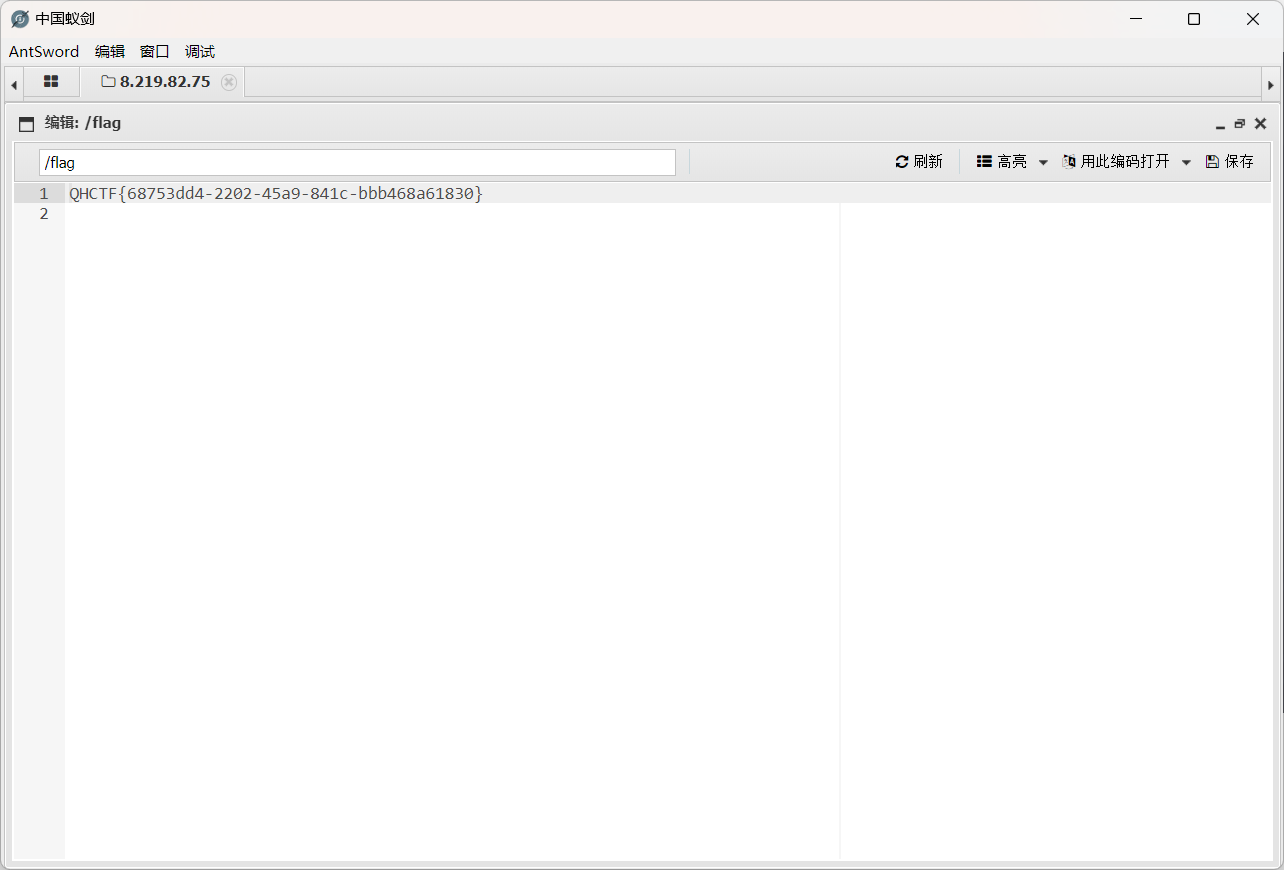 中国蚁剑
AntSword 编辑 窗口 调试
8.219.82.75
编辑: /flag
/flag 刷新 高亮 用此编码打开 保存
1 QHCTF{68753dd4-2202-45a9-841c-bbb468a61830}
2